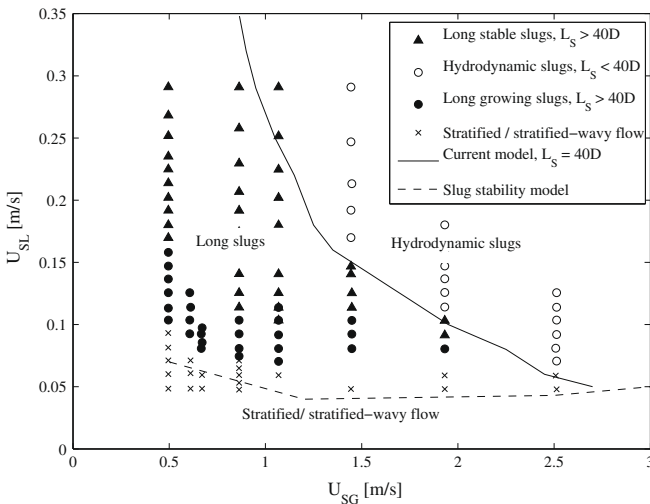 0.35
0.3
0.25
0.2
0.15
0.1
0.05
0
U_SL [m/s]
Long stable slugs, L_S > 40D
Hydrodynamic slugs, L_S < 40D
Long growing slugs, L_S > 40D
Stratified / stratified-wavy flow
Current model, L_S = 40D
Slug stability model
Long slugs
Hydrodynamic slugs
Stratified/ stratified-wavy flow
0 0.5 1 1.5 2 2.5 3
U_SG [m/s]